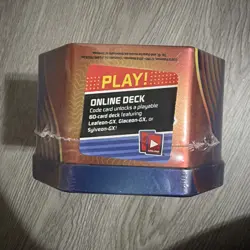 PLAY!
ONLINE DECK
Code card unlocks a playable
60-card deck featuring
Leafeon-GX, Glaceon-GX, or
Sylveon-GX!